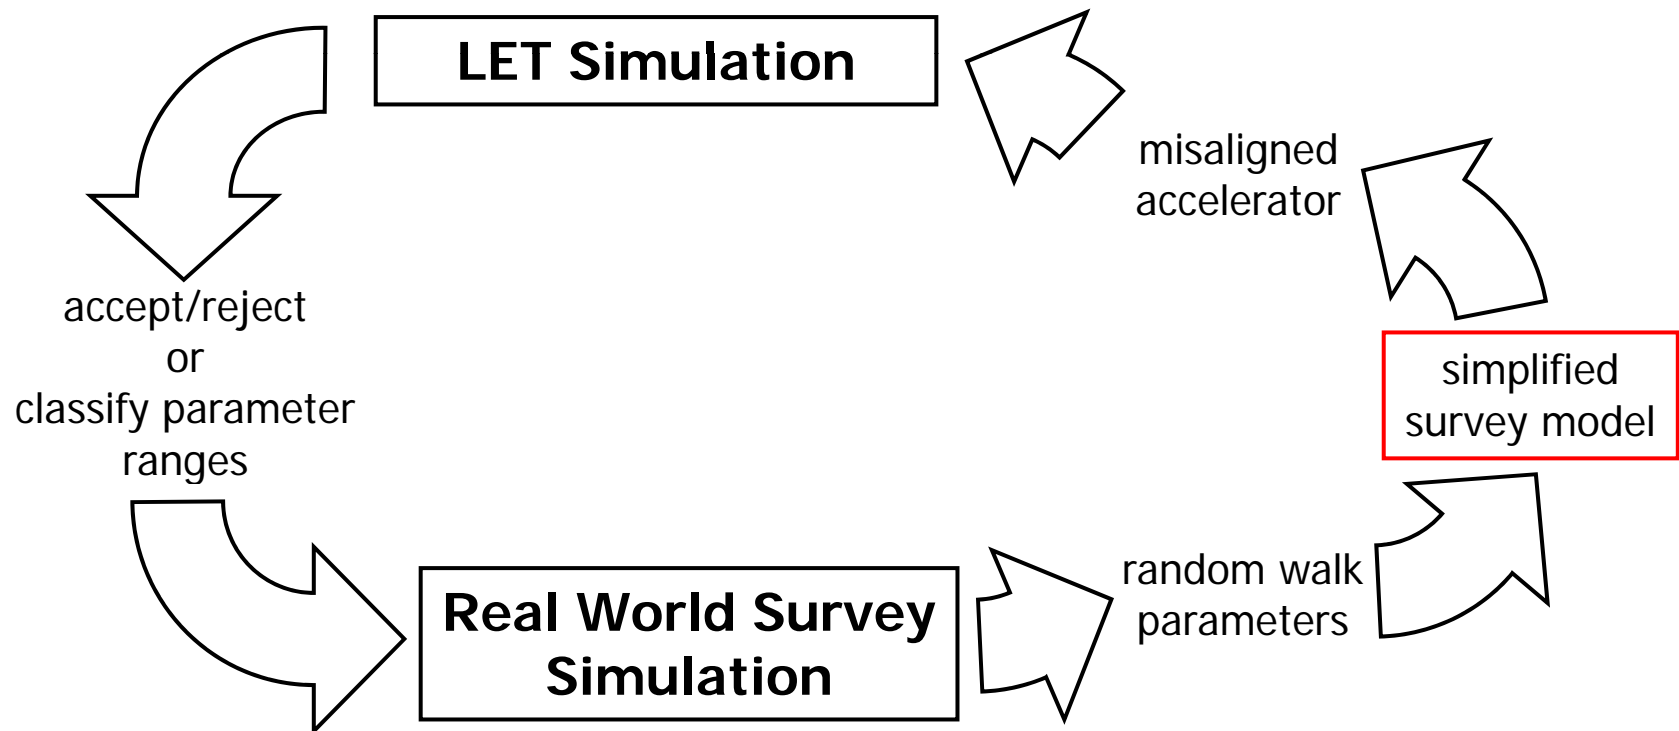 LET Simulation
misaligned
accelerator
accept/reject
or
classify parameter
ranges
simplified
survey model
random walk
parameters
Real World Survey
Simulation